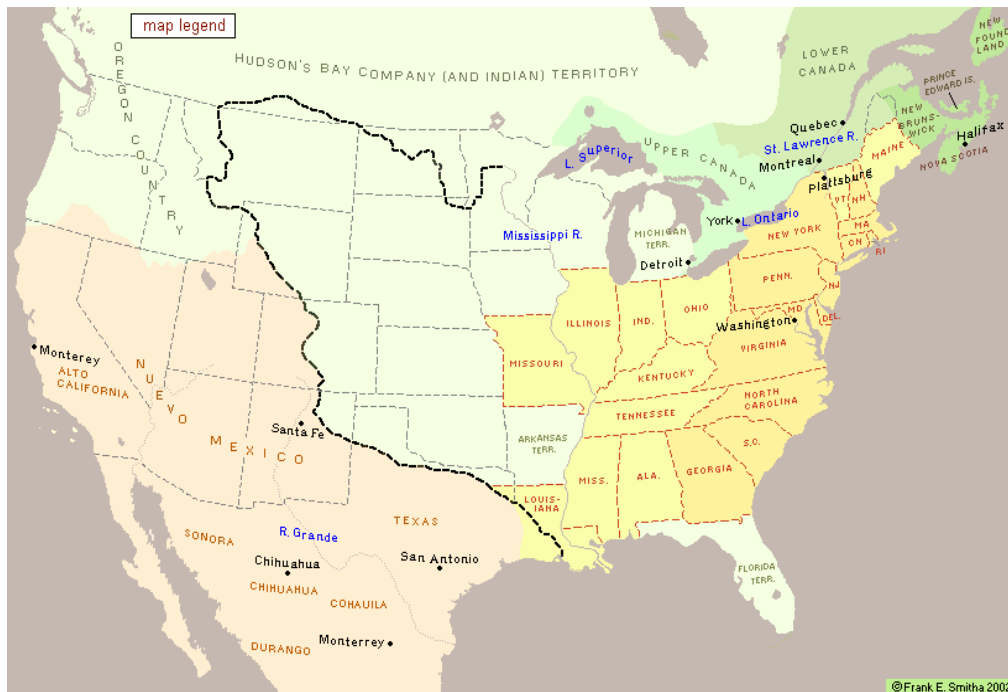 map legend
OREGON COUNTRY
HUDSON'S BAY COMPANY (AND INDIAN) TERRITORY
LOWER
CANADA
NEW
FOUND
LAND
PRINCE
EDWARD IS.
NEW
BRUNS-
WICK
Quebec
Halifax
St. Lawrence R.
UPPER CANADA
L. Superior
Montreal
MAINE
NOVA SCOTIA
Plattsburg
VT
NH
York
L. Ontario
MICHIGAN
TERR.
Mississippi R.
NEW YORK
MA
CN
RI
Detroit
PENN.
NJ
OHIO
MD
DEL.
ILLINOIS
IND.
Washington
VIRGINIA
Monterey
ALTO
CALIFORNIA
MISSOURI
KENTUCKY
NUEVO
MEXICO
NORTH
CAROLINA
TENNESSEE
Santa Fe
ARKANSAS
TERR.
S.C.
MISS.
ALA.
GEORGIA
LOUIS-
IANA
TEXAS
SONORA
R. Grande
San Antonio
Chihuahua
CHIHUAHUA
FLORIDA
TERR.
COHAUILA
Monterrey
DURANGO
©Frank E. Smitha 2002